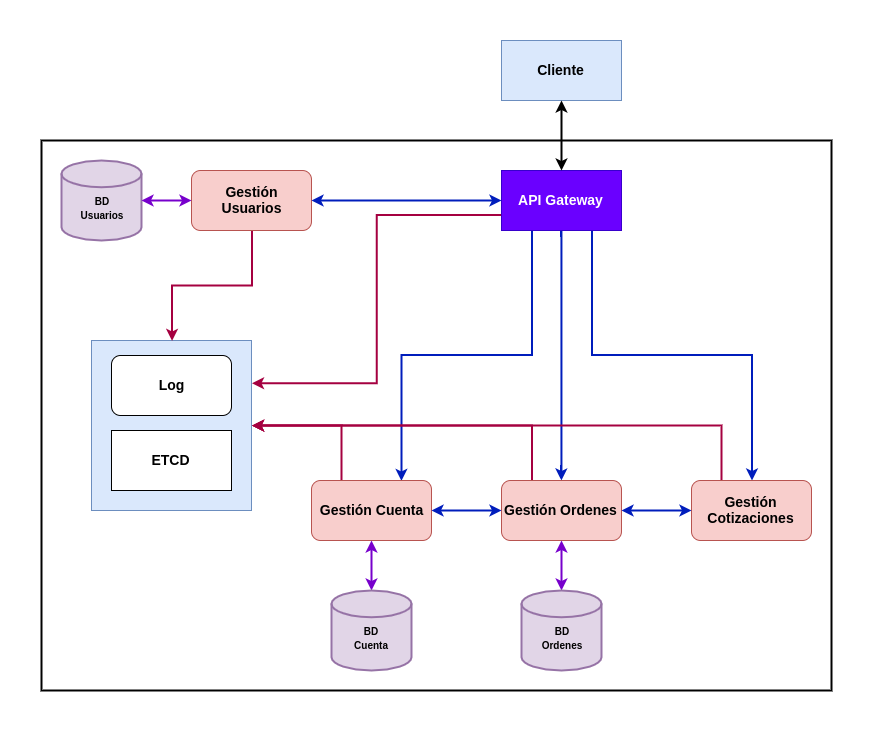 Cliente
BD
Usuarios
Gestión
Usuarios
API Gateway
Log
ETCD
Gestión Cuenta
Gestión Ordenes
Gestión
Cotizaciones
BD
Cuenta
BD
Ordenes